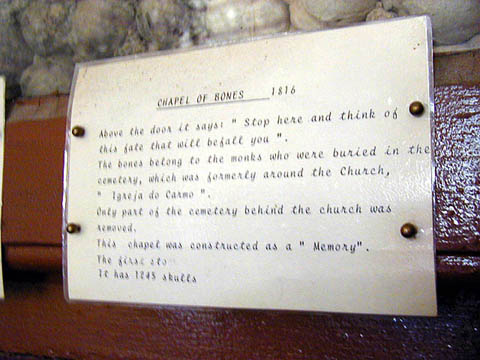 CHAPEL OF BONES 1816
Above the door it says: " Stop here and think of
this fate that will befall you ".
The bones belong to the monks who were buried in the
cemetery, which was formerly around the Church,
" Igreja do Carmo ".
Only part of the cemetery behind the church was
removed.
This chapel was constructed as a " Memory".
The first sto
It has 1245 skulls